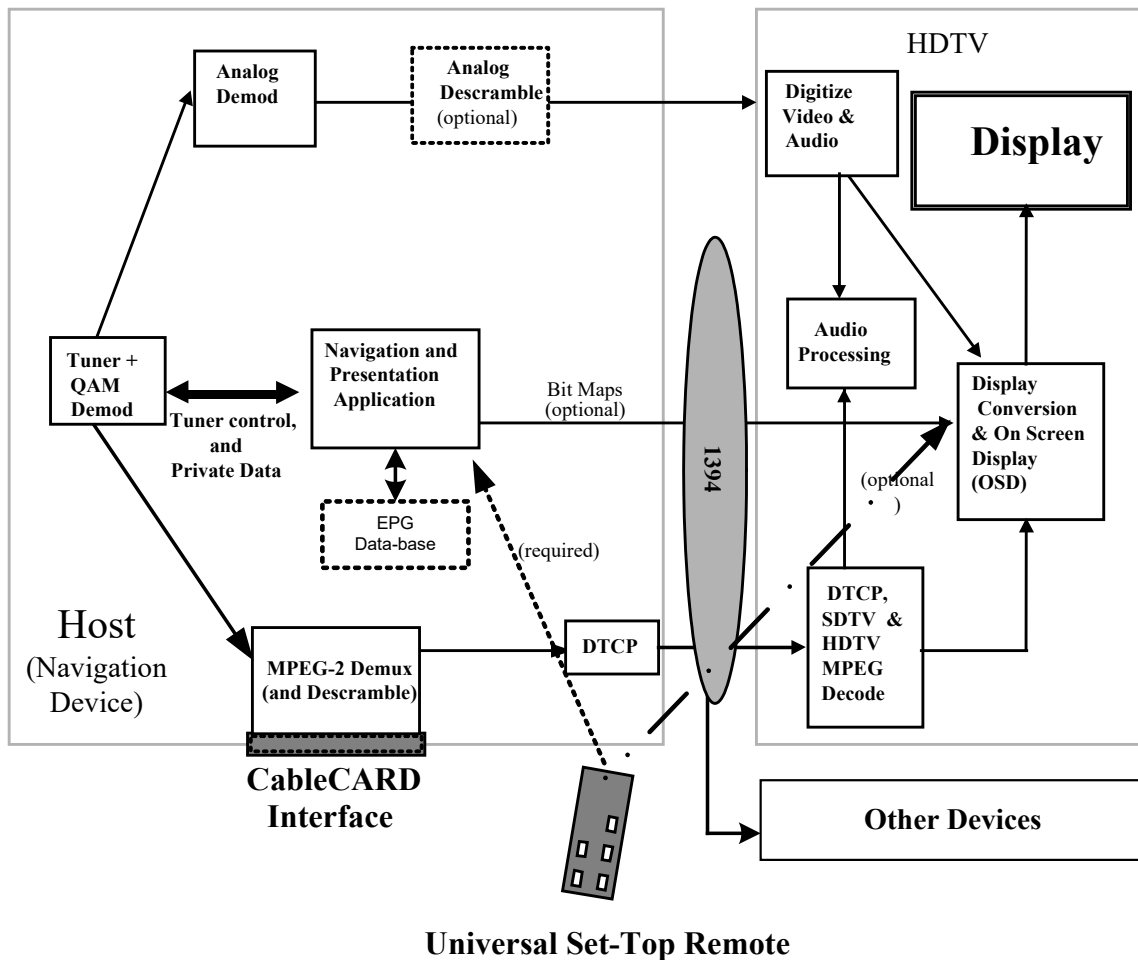 HDTV
Analog
Demod
Analog
Descramble
(optional)
Digitize
Video &
Audio
Display
Tuner +
QAM
Demod
Tuner control,
and
Private Data
Navigation and
Presentation
Application
Bit Maps
(optional)
1394
Audio
Processing
Display
Conversion
& On Screen
Display
(OSD)
(optional
)
EPG
Data-base
(required)
Host
(Navigation
Device)
MPEG-2 Demux
(and Descramble)
DTCP
DTCP,
SDTV &
HDTV
MPEG
Decode
CableCARD
Interface
Other Devices
Universal Set-Top Remote